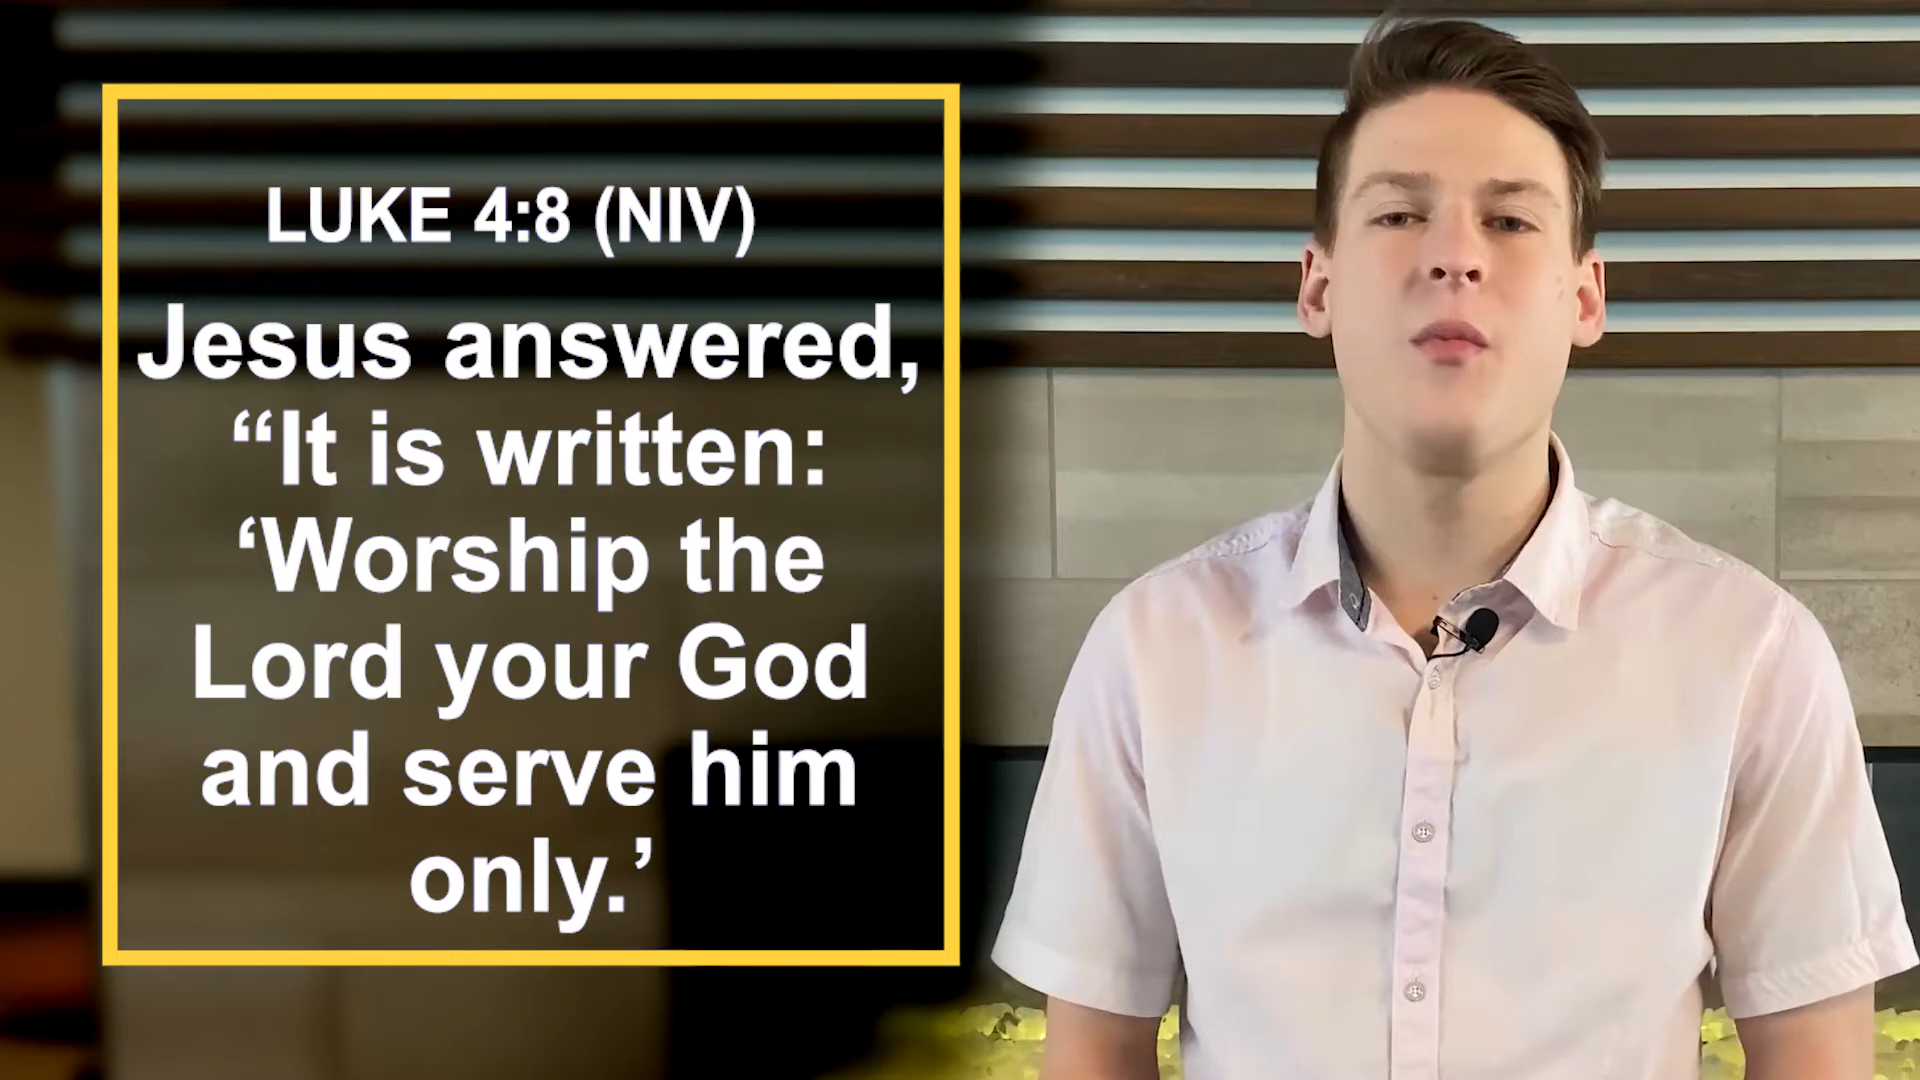 LUKE 4:8 (NIV)
Jesus answered,
“It is written:
‘Worship the
Lord your God
and serve him
only.’